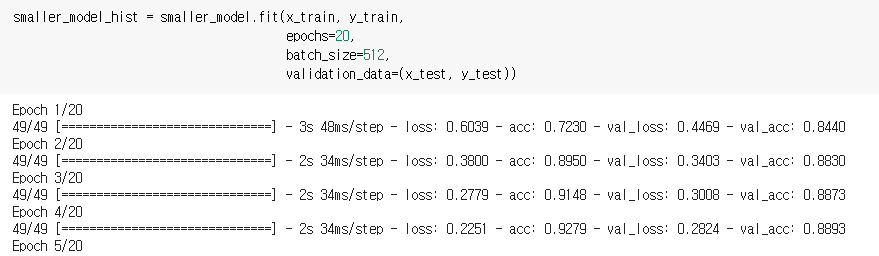 smaller_model_hist = smaller_model.fit(x_train, y_train,
epochs=20,
batch_size=512,
validation_data=(x_test, y_test))
Epoch 1/20
49/49 [==============================] - 3s 48ms/step - loss: 0.6039 - acc: 0.7230 - val_loss: 0.4469 - val_acc: 0.8440
Epoch 2/20
49/49 [==============================] - 2s 34ms/step - loss: 0.3800 - acc: 0.8950 - val_loss: 0.3403 - val_acc: 0.8830
Epoch 3/20
49/49 [==============================] - 2s 34ms/step - loss: 0.2779 - acc: 0.9148 - val_loss: 0.3008 - val_acc: 0.8873
Epoch 4/20
49/49 [==============================] - 2s 34ms/step - loss: 0.2251 - acc: 0.9279 - val_loss: 0.2824 - val_acc: 0.8893
Epoch 5/20